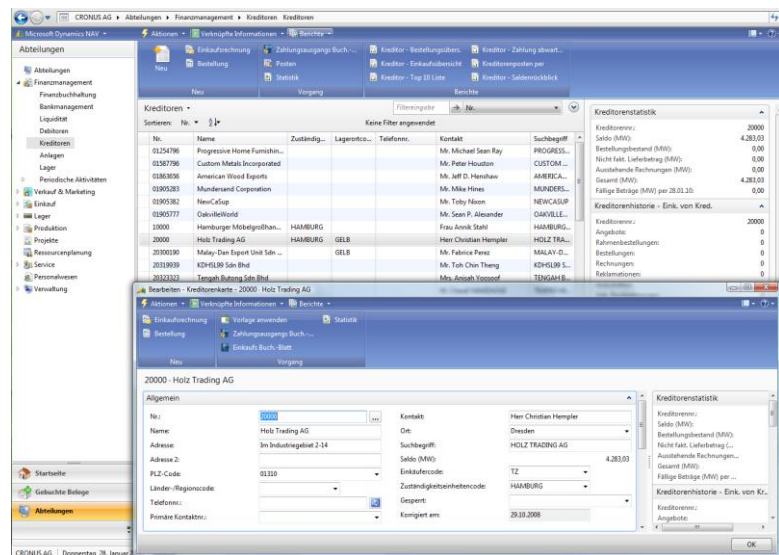 CRONUS AG ▸ Abteilungen ▸ Finanzmanagement ▸ Kreditoren Kreditoren
Microsoft Dynamics NAV
Aktionen
Verknüpfte Informationen
Berichte
Neu
Einkaufsrechnung
Bestellung
Zahlungsausgangs Buch.-...
Posten
Statistik
Kreditor - Bestellungsübers.
Kreditor - Einkaufsübersicht
Kreditor - Top 10 Liste
Kreditor - Zahlung abwart...
Kreditorenposten per
Kreditor - Saldenrückblick
Neu Vorgang Berichte
Abteilungen
Abteilungen
Finanzmanagement
Finanzbuchhaltung
Bankmanagement
Liquidität
Debitoren
Kreditoren
Anlagen
Lager
Periodische Aktivitäten
Verkauf & Marketing
Einkauf
Lager
Produktion
Projekte
Ressourcenplanung
Service
Personalwesen
Verwaltung
Startseite
Gebuchte Belege
Abteilungen
Kreditoren
Filtereingabe Nr.
Sortieren: Nr.
Keine Filter angewendet
Nr. Name Zuständig... Lagerortco... Telefonnr. Kontakt Suchbegriff
01254796 Progressive Home Furnishin... Mr. Michael Sean Ray PROGRESS...
01587796 Custom Metals Incorporated Mr. Peter Houston CUSTOM ...
01863656 American Wood Exports Mr. Jeff D. Henshaw AMERICA...
01905283 Mundersand Corporation Mr. Mike Hines MUNDERS...
01905382 NewCaSup Mr. Toby Nixon NEWCASUP
01905777 OakvilleWorld Mr. Sean P. Alexander OAKVILLE...
10000 Hamburger Möbelgroßhan... HAMBURG Frau Annik Stahl HAMBURG...
20000 Holz Trading AG HAMBURG GELB Herr Christian Hempler HOLZ TRA...
20300190 Malay-Dan Export Unit Sdn ... GELB Mr. Fabrice Perez MALAY-D...
20319939 KDHSL99 Sdn Bhd Mr. Toh Chin Theng KDHSL99 S...
20323323 Tengah Butong Sdn Bhd Mrs. Anisah Yoosoof TENGAH B...
Kreditorenstatistik
Kreditorennr.: 20000
Saldo (MW): 4.283,03
Bestellungsbestand (MW): 0,00
Nicht fakt. Lieferbetrag (MW): 0,00
Ausstehende Rechnungen (MW): 0,00
Gesamt (MW): 4.283,03
Fällige Beträge (MW) per 28.01.10: 0,00
Kreditorenhistorie - Eink. von Kred.
Kreditorennr.: 20000
Angebote: 0
Rahmenbestellungen: 0
Bestellungen: 0
Rechnungen: 0
Reklamationen: 0
Bearbeiten - Kreditorenkarte - 20000 · Holz Trading AG
Aktionen
Verknüpfte Informationen
Berichte
Einkaufsrechnung
Bestellung
Vorlage anwenden
Zahlungsausgangs Buch.-...
Einkaufs Buch.-Blatt
Statistik
Neu Vorgang
20000 · Holz Trading AG
Allgemein
Nr.: 20000
Name: Holz Trading AG
Adresse: Im Industriegebiet 2-14
Adresse 2:
PLZ-Code: 01310
Länder-/Regionscode:
Telefonnr.:
Primäre Kontaktnr.:
Kontakt: Herr Christian Hempler
Ort: Dresden
Suchbegriff: HOLZ TRADING AG
Saldo (MW): 4.283,03
Einkäufercode: TZ
Zuständigkeitseinheitencode: HAMBURG
Gesperrt:
Korrigiert am: 29.10.2008
Kreditorenstatistik
Kreditorennr.:
Saldo (MW):
Bestellungsbestand (MW):
Nicht fakt. Lieferbetrag (...
Ausstehende Rechnungen...
Gesamt (MW):
Fällige Beträge (MW) per ...
Kreditorenhistorie - Eink. von Kr...
Kreditorennr.:
Angebote:
OK
CRONUS AG Donnerstag, 28. Januar 2